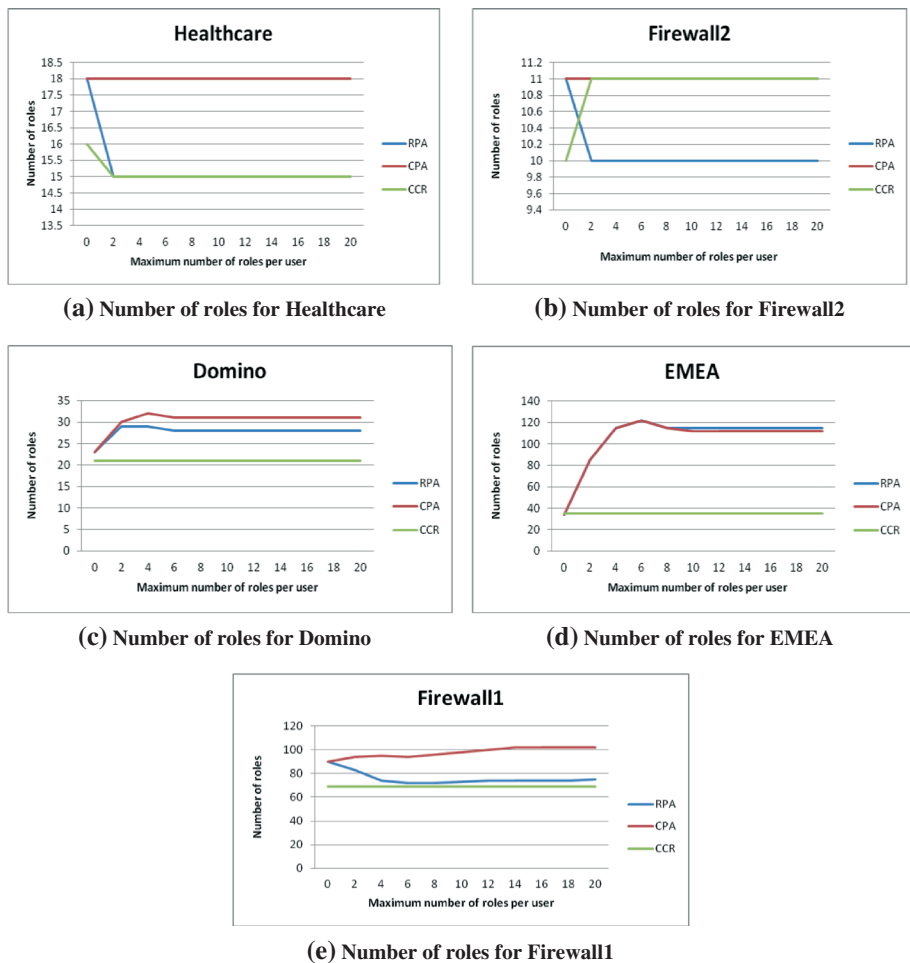 Healthcare
18.5
18
17.5
17
16.5
16
15.5
15
14.5
14
13.5
Number of roles
0 2 4 6 8 10 12 14 16 18 20
Maximum number of roles per user
RPA
CPA
CCR
(a) Number of roles for Healthcare
Firewall2
11.2
11
10.8
10.6
10.4
10.2
10
9.8
9.6
9.4
Number of roles
0 2 4 6 8 10 12 14 16 18 20
Maximum number of roles per user
RPA
CPA
CCR
(b) Number of roles for Firewall2
Domino
35
30
25
20
15
10
5
0
Number of roles
0 2 4 6 8 10 12 14 16 18 20
Maximum number of roles per user
RPA
CPA
CCR
(c) Number of roles for Domino
EMEA
140
120
100
80
60
40
20
0
Number of roles
0 2 4 6 8 10 12 14 16 18 20
Maximum number of roles per user
RPA
CPA
CCR
(d) Number of roles for EMEA
Firewall1
120
100
80
60
40
20
0
Number of roles
0 2 4 6 8 10 12 14 16 18 20
Maximum number of roles per user
RPA
CPA
CCR
(e) Number of roles for Firewall1